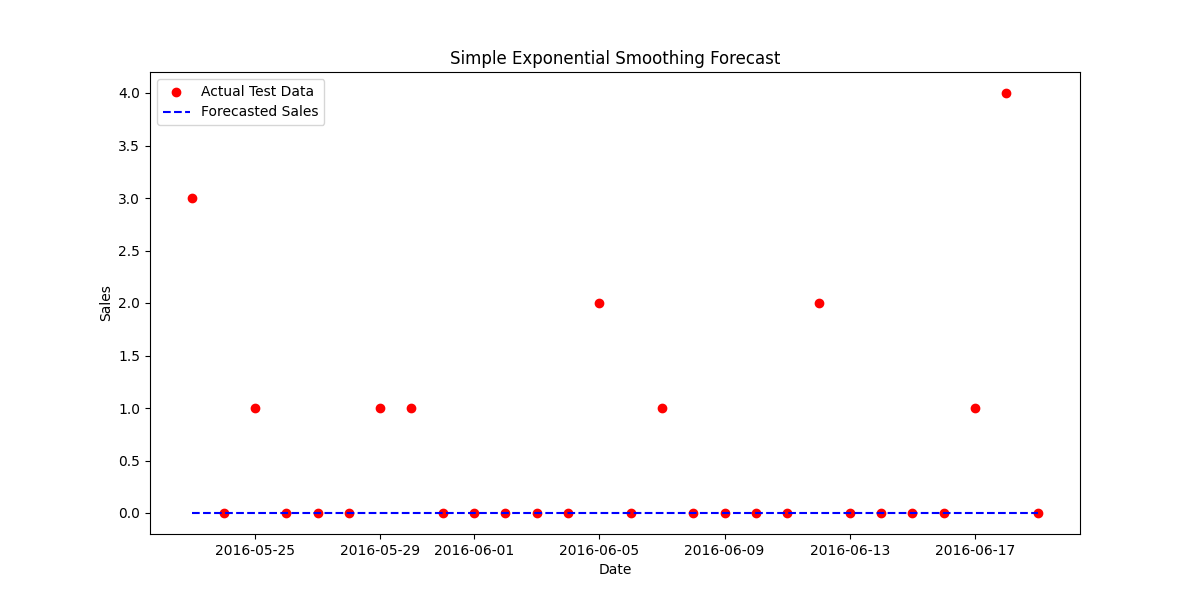 Simple Exponential Smoothing Forecast
Actual Test Data
Forecasted Sales
4.0
3.5
3.0
2.5
2.0
1.5
1.0
0.5
0.0
Sales
2016-05-25 2016-05-29 2016-06-01 2016-06-05 2016-06-09 2016-06-13 2016-06-17
Date